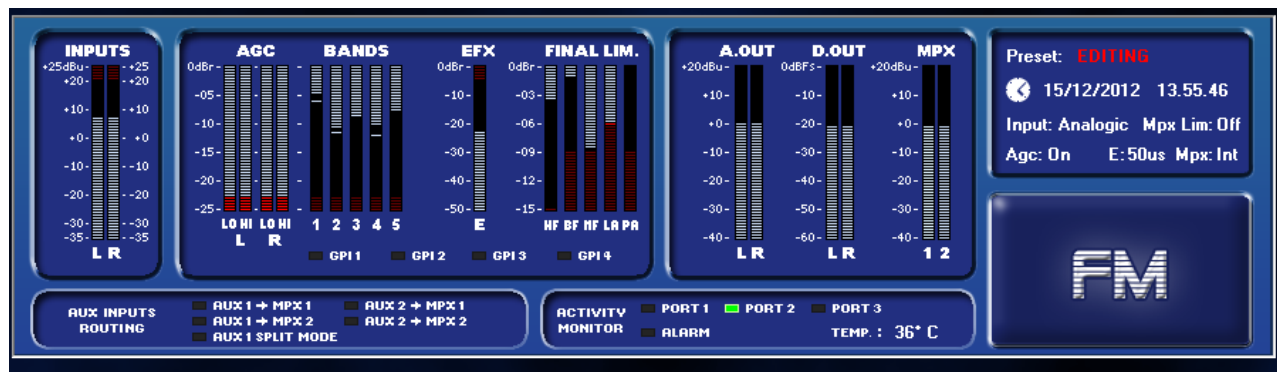 INPUTS
+25dBu- -+25
+20- -+20
+10- -+10
+0- -+0
-10- --10
-20- --20
-30- --30
-35- --35
L R
AGC BANDS EFX FINAL LIM.
0dBr- 0dBr- 0dBr-
-05- -10- -03-
-10- -20- -06-
-15- -30- -09-
-20- -40- -12-
-25- -50- -15-
LO HI LO HI 1 2 3 4 5 E HF BF MF LA PA
L R
GPI 1 GPI 2 GPI 3 GPI 4
A.OUT D.OUT MPX
+20dBu- 0dBFs- +20dBu-
+10- -10- +10-
+0- -20- +0-
-10- -30- -10-
-20- -40- -20-
-30- -50- -30-
-40- -60- -40-
L R L R 1 2
Preset: EDITING
15/12/2012 13.55.46
Input: Analogic Mpx Lim: Off
Agc: On E: 50us Mpx: Int
FM
AUX INPUTS
ROUTING
AUX 1 → MPX 1 AUX 2 → MPX 1
AUX 1 → MPX 2 AUX 2 → MPX 2
AUX 1 SPLIT MODE
ACTIVITY
MONITOR
PORT 1 PORT 2 PORT 3
ALARM TEMP. : 36° C